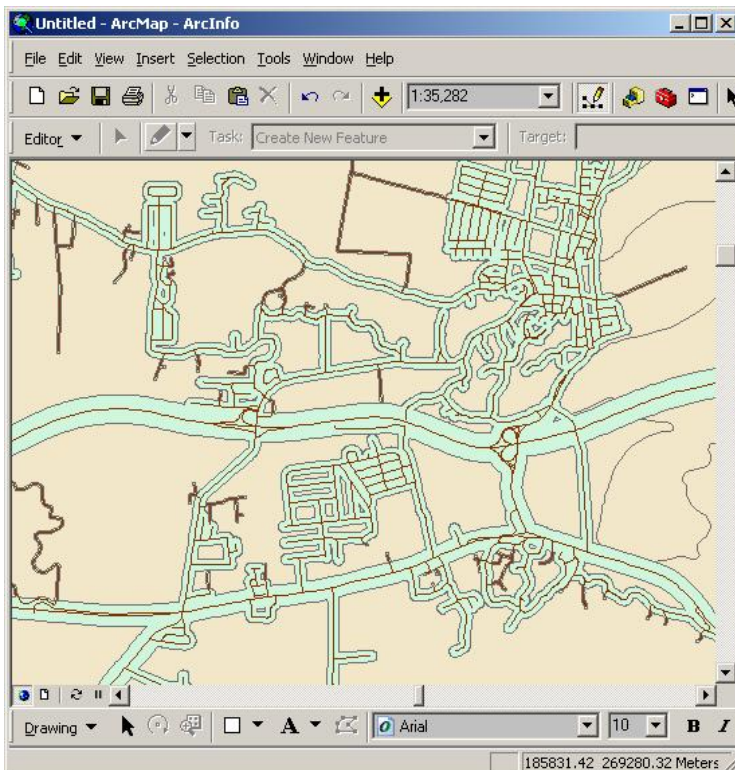 Untitled - ArcMap - ArcInfo
File Edit View Insert Selection Tools Window Help
1:35,282
Editor Task: Create New Feature Target:
Drawing A Arial 10 B I
185831.42 269280.32 Meters